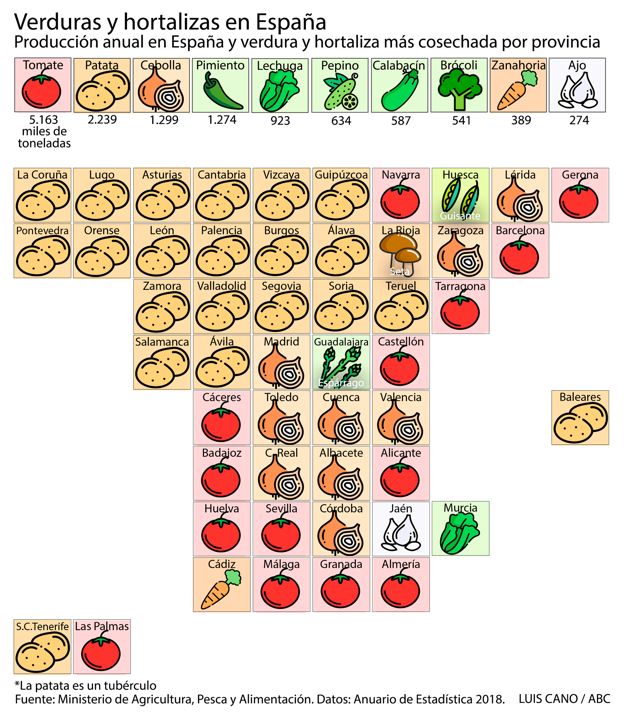 Verduras y hortalizas en España
Producción anual en España y verdura y hortaliza más cosechada por provincia
Tomate Patata Cebolla Pimiento Lechuga Pepino Calabacín Brócoli Zanahoria Ajo
5.163 2.239 1.299 1.274 923 634 587 541 389 274
miles de
toneladas
La Coruña Lugo Asturias Cantabria Vizcaya Guipúzcoa Navarra Huesca Lérida Gerona
Guisante
Pontevedra Orense León Palencia Burgos Álava La Rioja Zaragoza Barcelona
Seta
Zamora Valladolid Segovia Soria Teruel Tarragona
Salamanca Ávila Madrid Guadalajara Castellón
Espárrago
Cáceres Toledo Cuenca Valencia Baleares
Badajoz C.Real Albacete Alicante
Huelva Sevilla Córdoba Jaén Murcia
Cádiz Málaga Granada Almería
S.C.Tenerife Las Palmas
*La patata es un tubérculo
Fuente: Ministerio de Agricultura, Pesca y Alimentación. Datos: Anuario de Estadística 2018. LUIS CANO / ABC